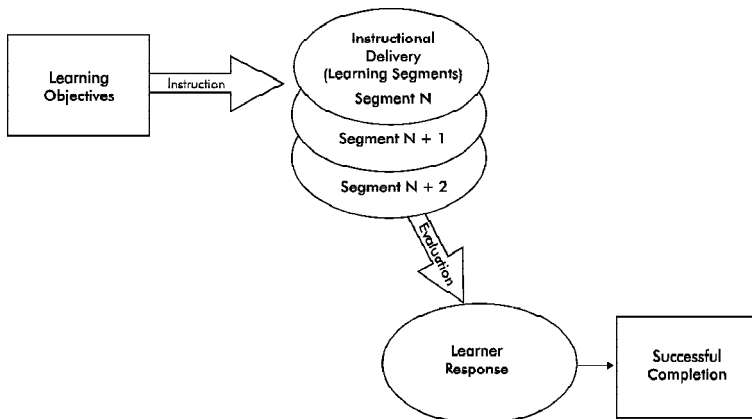 Learning
Objectives
Instruction
Instructional
Delivery
(Learning Segments)
Segment N
Segment N + 1
Segment N + 2
Evaluation
Learner
Response
Successful
Completion